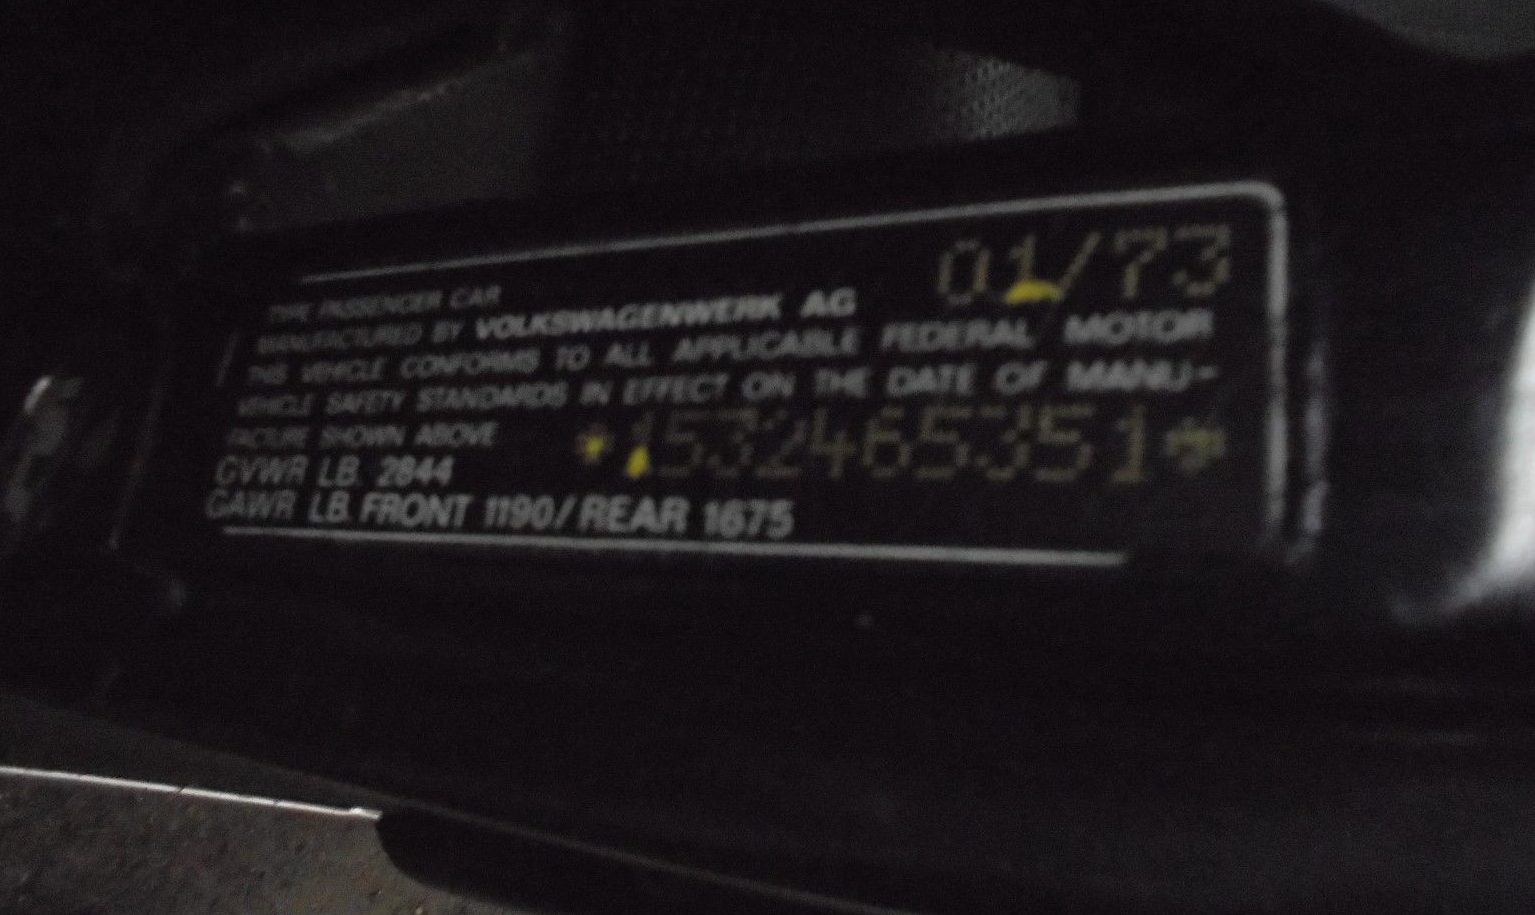 01/73
TYPE PASSENGER CAR
MANUFACTURED BY VOLKSWAGENWERK AG
THIS VEHICLE CONFORMS TO ALL APPLICABLE FEDERAL MOTOR
VEHICLE SAFETY STANDARDS IN EFFECT ON THE DATE OF MANU-
FACTURE SHOWN ABOVE
*1532465351*
GVWR LB. 2844
GAWR LB. FRONT 1190/REAR 1675